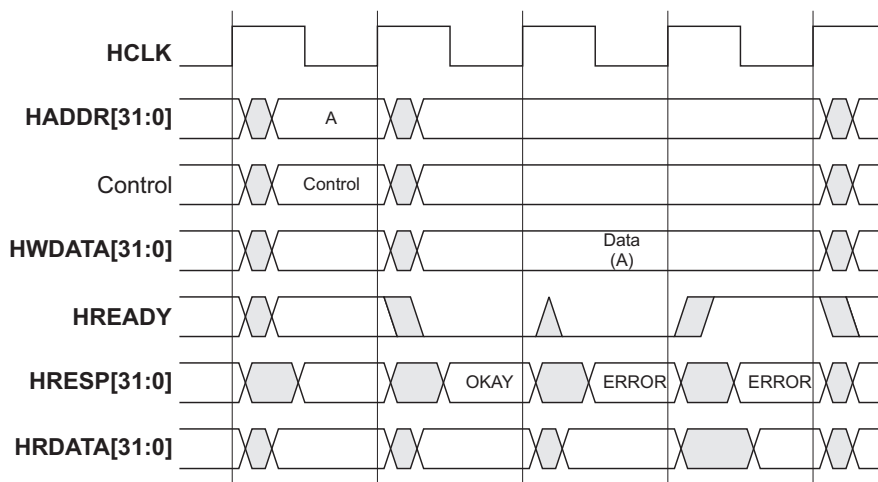 HCLK
HADDR[31:0]
A
Control
Control
HWDATA[31:0]
Data
(A)
HREADY
HRESP[31:0]
OKAY
ERROR
ERROR
HRDATA[31:0]